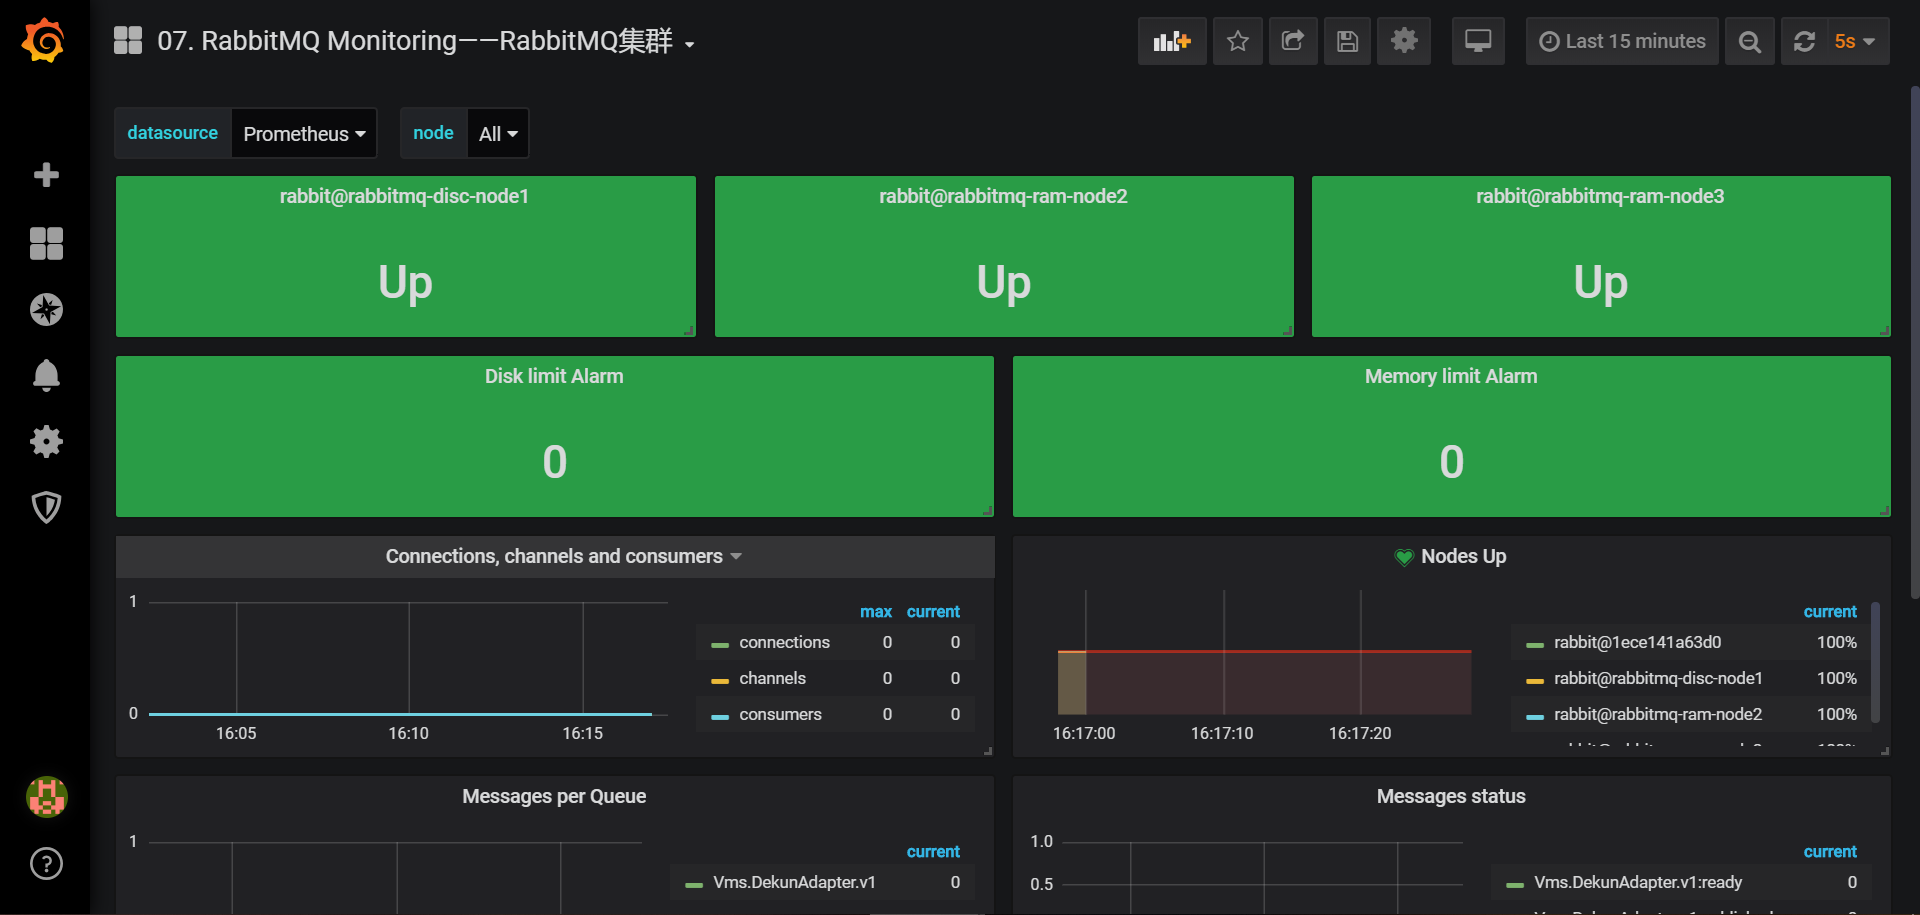 07. RabbitMQ Monitoring——RabbitMQ集群
Last 15 minutes
5s
datasource Prometheus
node All
rabbit@rabbitmq-disc-node1
Up
rabbit@rabbitmq-ram-node2
Up
rabbit@rabbitmq-ram-node3
Up
Disk limit Alarm
0
Memory limit Alarm
0
Connections, channels and consumers
1
0
16:05 16:10 16:15
max current
connections 0 0
channels 0 0
consumers 0 0
Nodes Up
16:17:00 16:17:10 16:17:20
current
rabbit@1ece141a63d0 100%
rabbit@rabbitmq-disc-node1 100%
rabbit@rabbitmq-ram-node2 100%
Messages per Queue
1
current
Vms.DekunAdapter.v1 0
Messages status
1.0
0.5
current
Vms.DekunAdapter.v1:ready 0